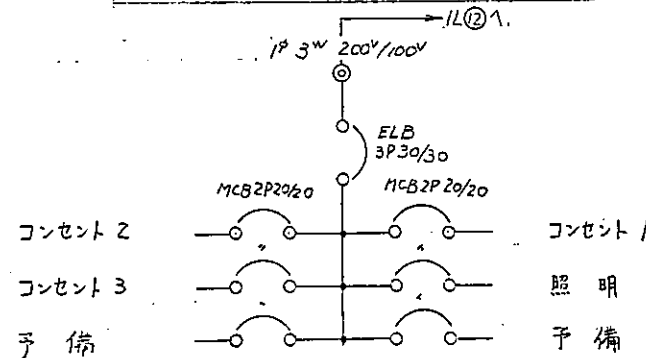 1L⑫へ
1φ 3W 200V/100V
ELB
3P30/30
MCB2P20/20 MCB2P20/20
コンセント 2 コンセント 1
〃 〃
コンセント 3 照明
〃 〃
予備 予備